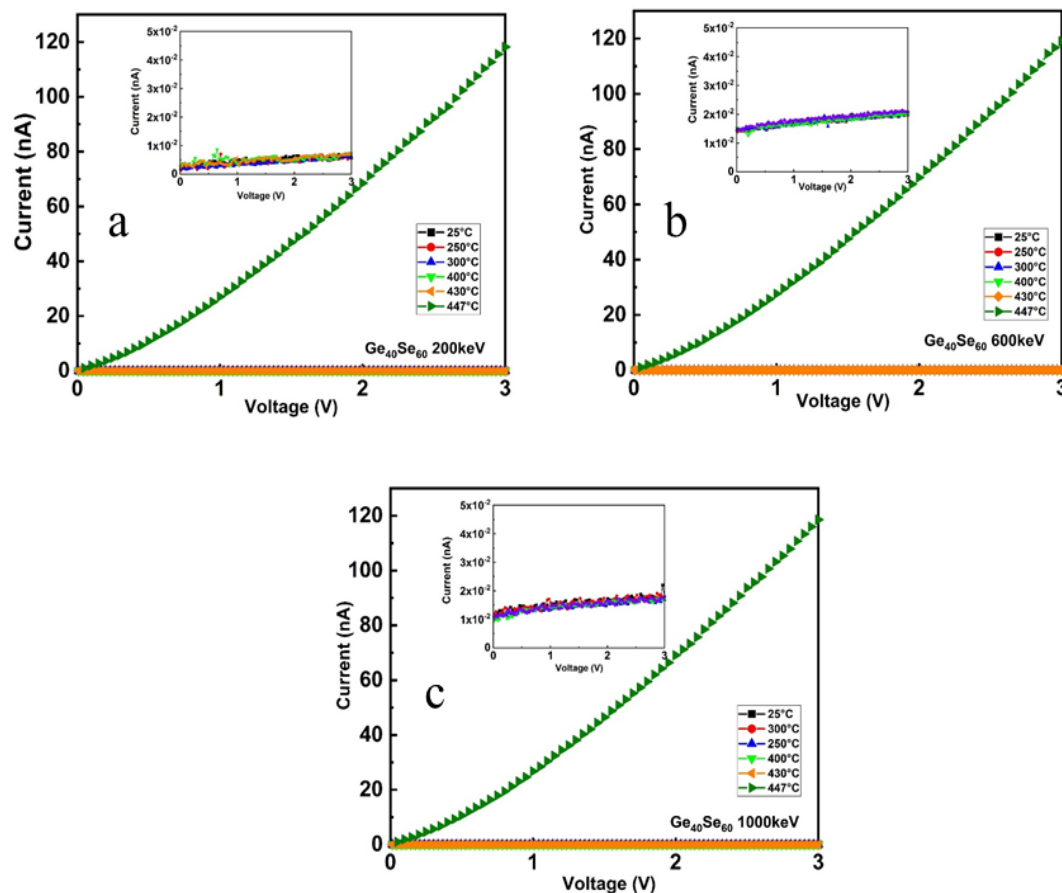 120
100
80
60
40
20
0
Current (nA)
5x10⁻²
4x10⁻²
3x10⁻²
2x10⁻²
1x10⁻²
0
Current (nA)
0 1 2 3
Voltage (V)
a
25°C
250°C
300°C
400°C
430°C
447°C
Ge₄₀Se₆₀ 200keV
0 1 2 3
Voltage (V)
120
100
80
60
40
20
0
Current (nA)
5x10⁻²
4x10⁻²
3x10⁻²
2x10⁻²
1x10⁻²
0
Current (nA)
0 1 2 3
Voltage (V)
b
25°C
250°C
300°C
400°C
430°C
447°C
Ge₄₀Se₆₀ 600keV
0 1 2 3
Voltage (V)
120
100
80
60
40
20
0
Current (nA)
5x10⁻²
4x10⁻²
3x10⁻²
2x10⁻²
1x10⁻²
0
Current (nA)
0 1 2 3
Voltage (V)
c
25°C
300°C
250°C
400°C
430°C
447°C
Ge₄₀Se₆₀ 1000keV
0 1 2 3
Voltage (V)